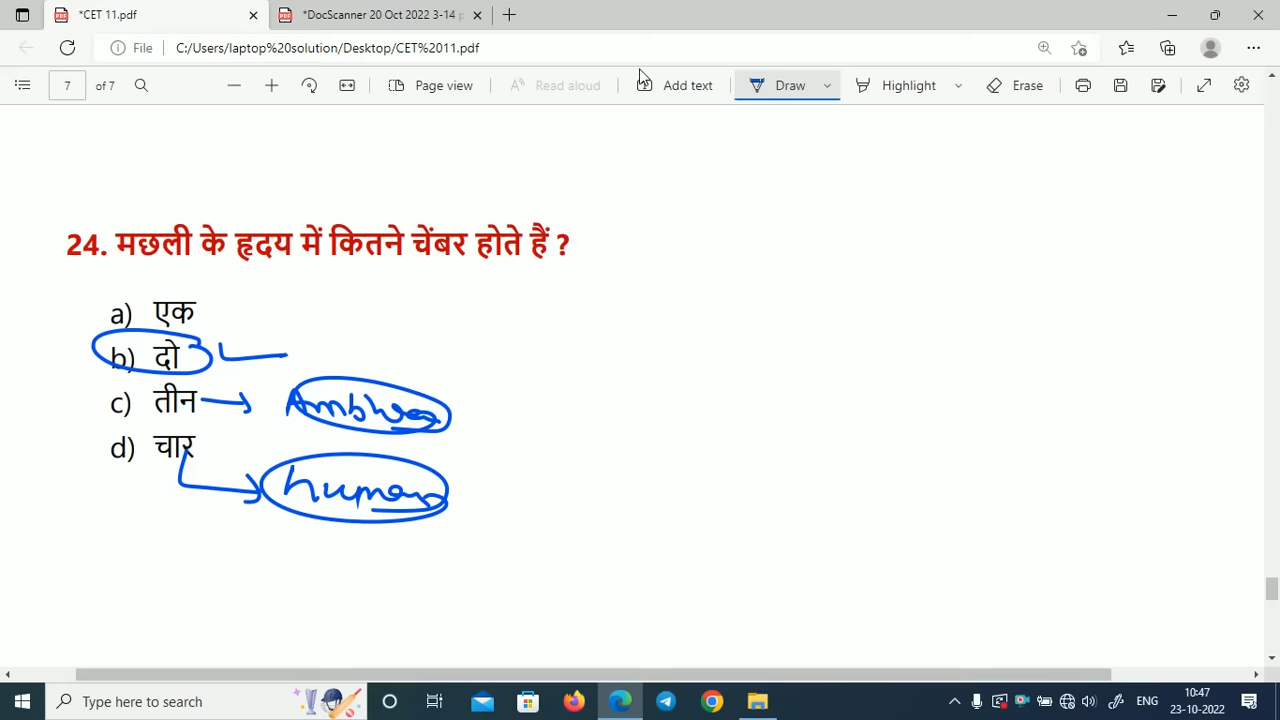 *CET 11.pdf
*DocScanner 20 Oct 2022 3-14 p
File C:/Users/laptop%20solution/Desktop/CET%2011.pdf
7 of 7 Page view Read aloud Add text Draw Highlight Erase
24. मछली के हृदय में कितने चेंबर होते हैं ?
a) एक
b) दो
c) तीन
d) चार
human
Type here to search
ENG
10:47
23-10-2022